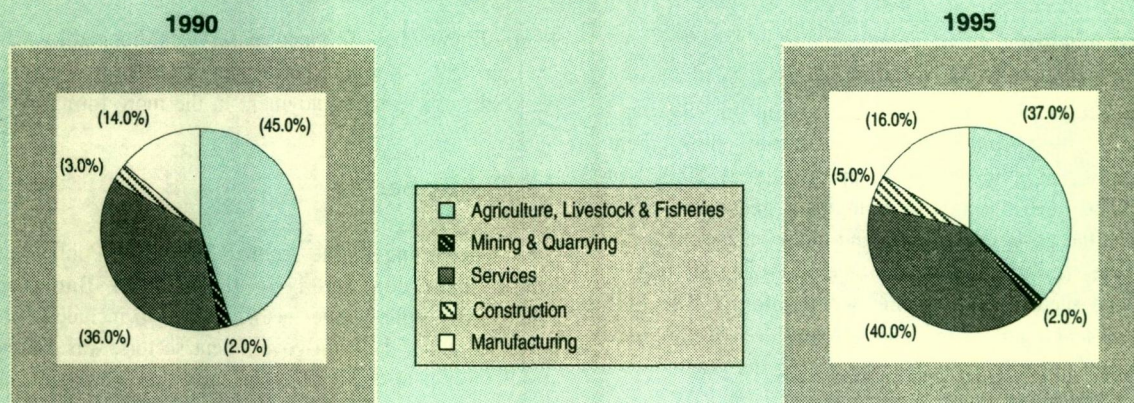 1990
(14.0%)
(45.0%)
(3.0%)
(36.0%)
(2.0%)
Agriculture, Livestock & Fisheries
Mining & Quarrying
Services
Construction
Manufacturing
1995
(16.0%)
(37.0%)
(5.0%)
(40.0%)
(2.0%)